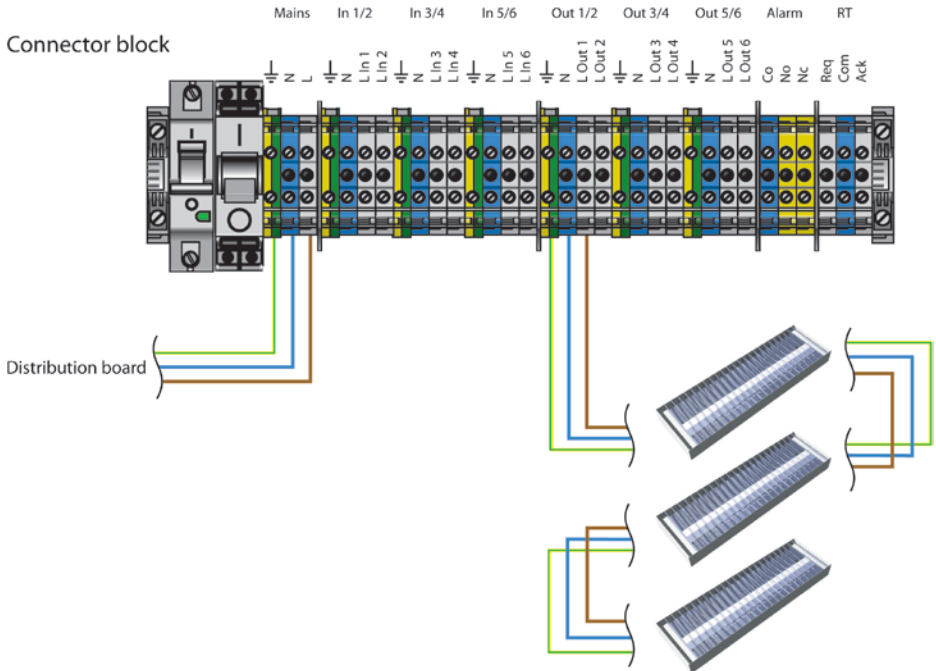 Mains In 1/2 In 3/4 In 5/6 Out 1/2 Out 3/4 Out 5/6 Alarm RT
Connector block
N L N L In 1 L In 2 N L In 3 L In 4 N L In 5 L In 6 N L Out 1 L Out 2 N L Out 3 L Out 4 N L Out 5 L Out 6 Co No Nc Req Com Ack
Distribution board